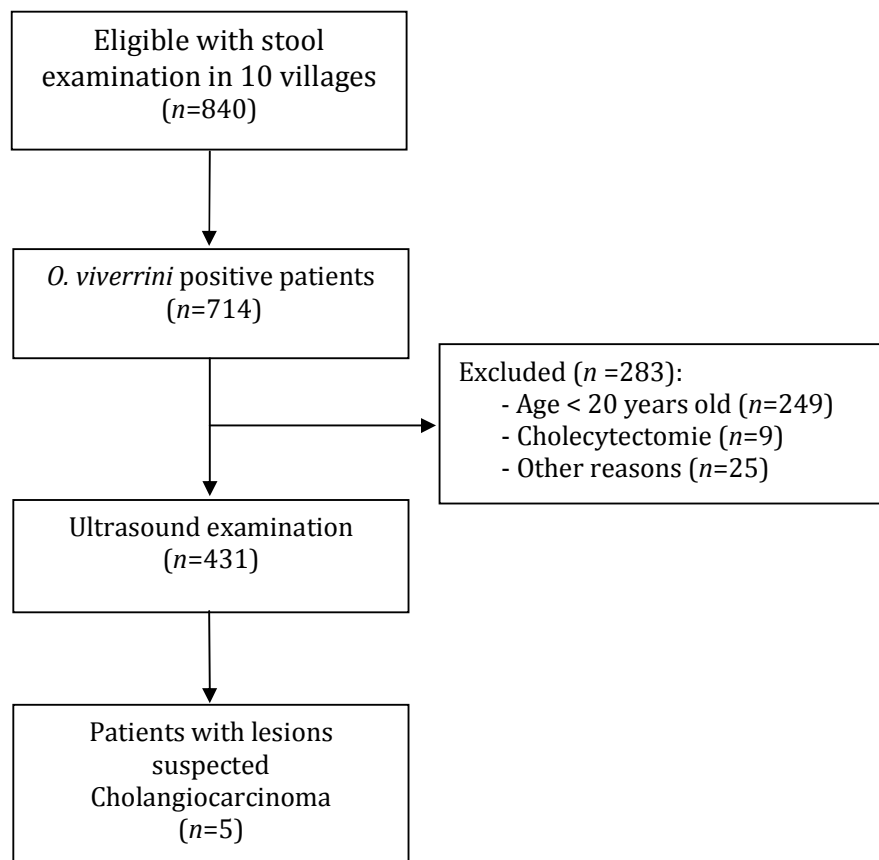 Eligible with stool
examination in 10 villages
(n=840)
O. viverrini positive patients
(n=714)
Excluded (n =283):
- Age < 20 years old (n=249)
- Cholecytectomie (n=9)
- Other reasons (n=25)
Ultrasound examination
(n=431)
Patients with lesions
suspected
Cholangiocarcinoma
(n=5)